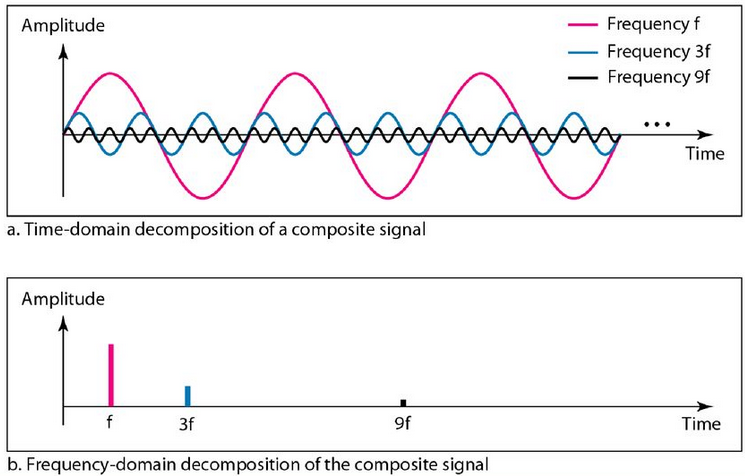 Amplitude
Frequency f
Frequency 3f
Frequency 9f
...
Time
a. Time-domain decomposition of a composite signal
Amplitude
f
3f
9f
Time
b. Frequency-domain decomposition of the composite signal